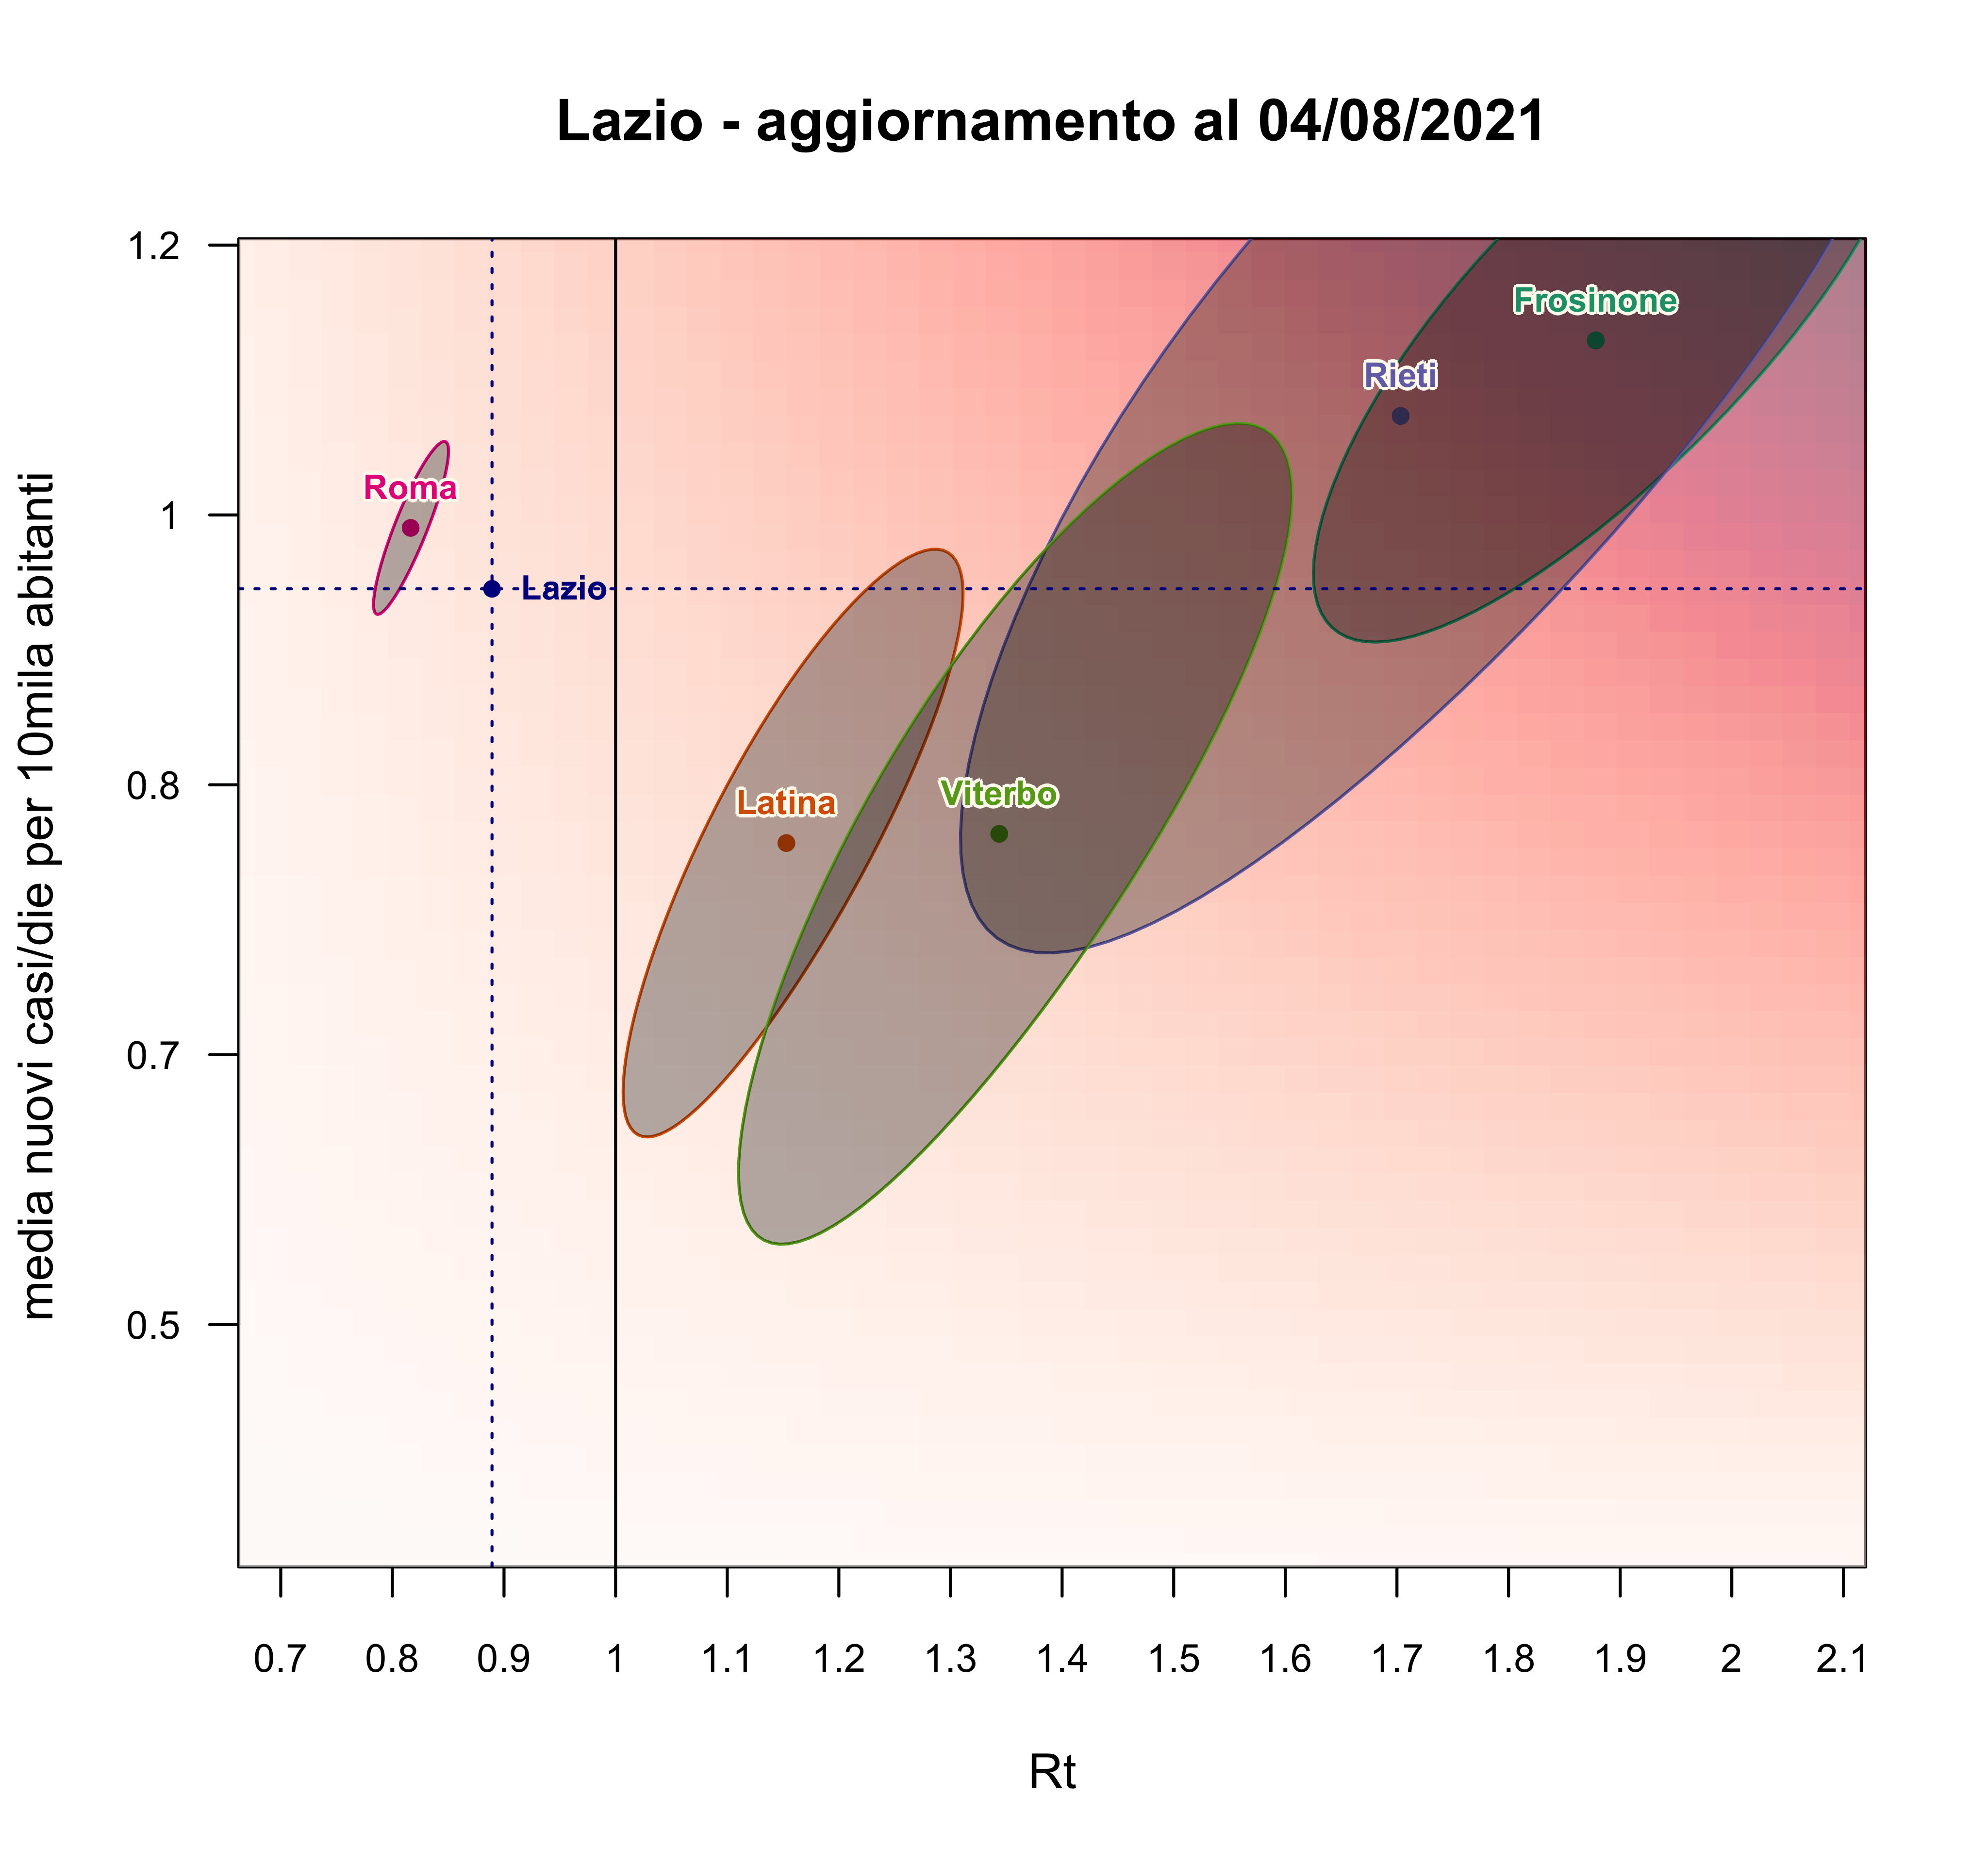 Lazio - aggiornamento al 04/08/2021
media nuovi casi/die per 10mila abitanti
1.2
1
0.8
0.7
0.5
Frosinone
Rieti
Roma
Lazio
Viterbo
Latina
0.7 0.8 0.9 1 1.1 1.2 1.3 1.4 1.5 1.6 1.7 1.8 1.9 2 2.1
Rt